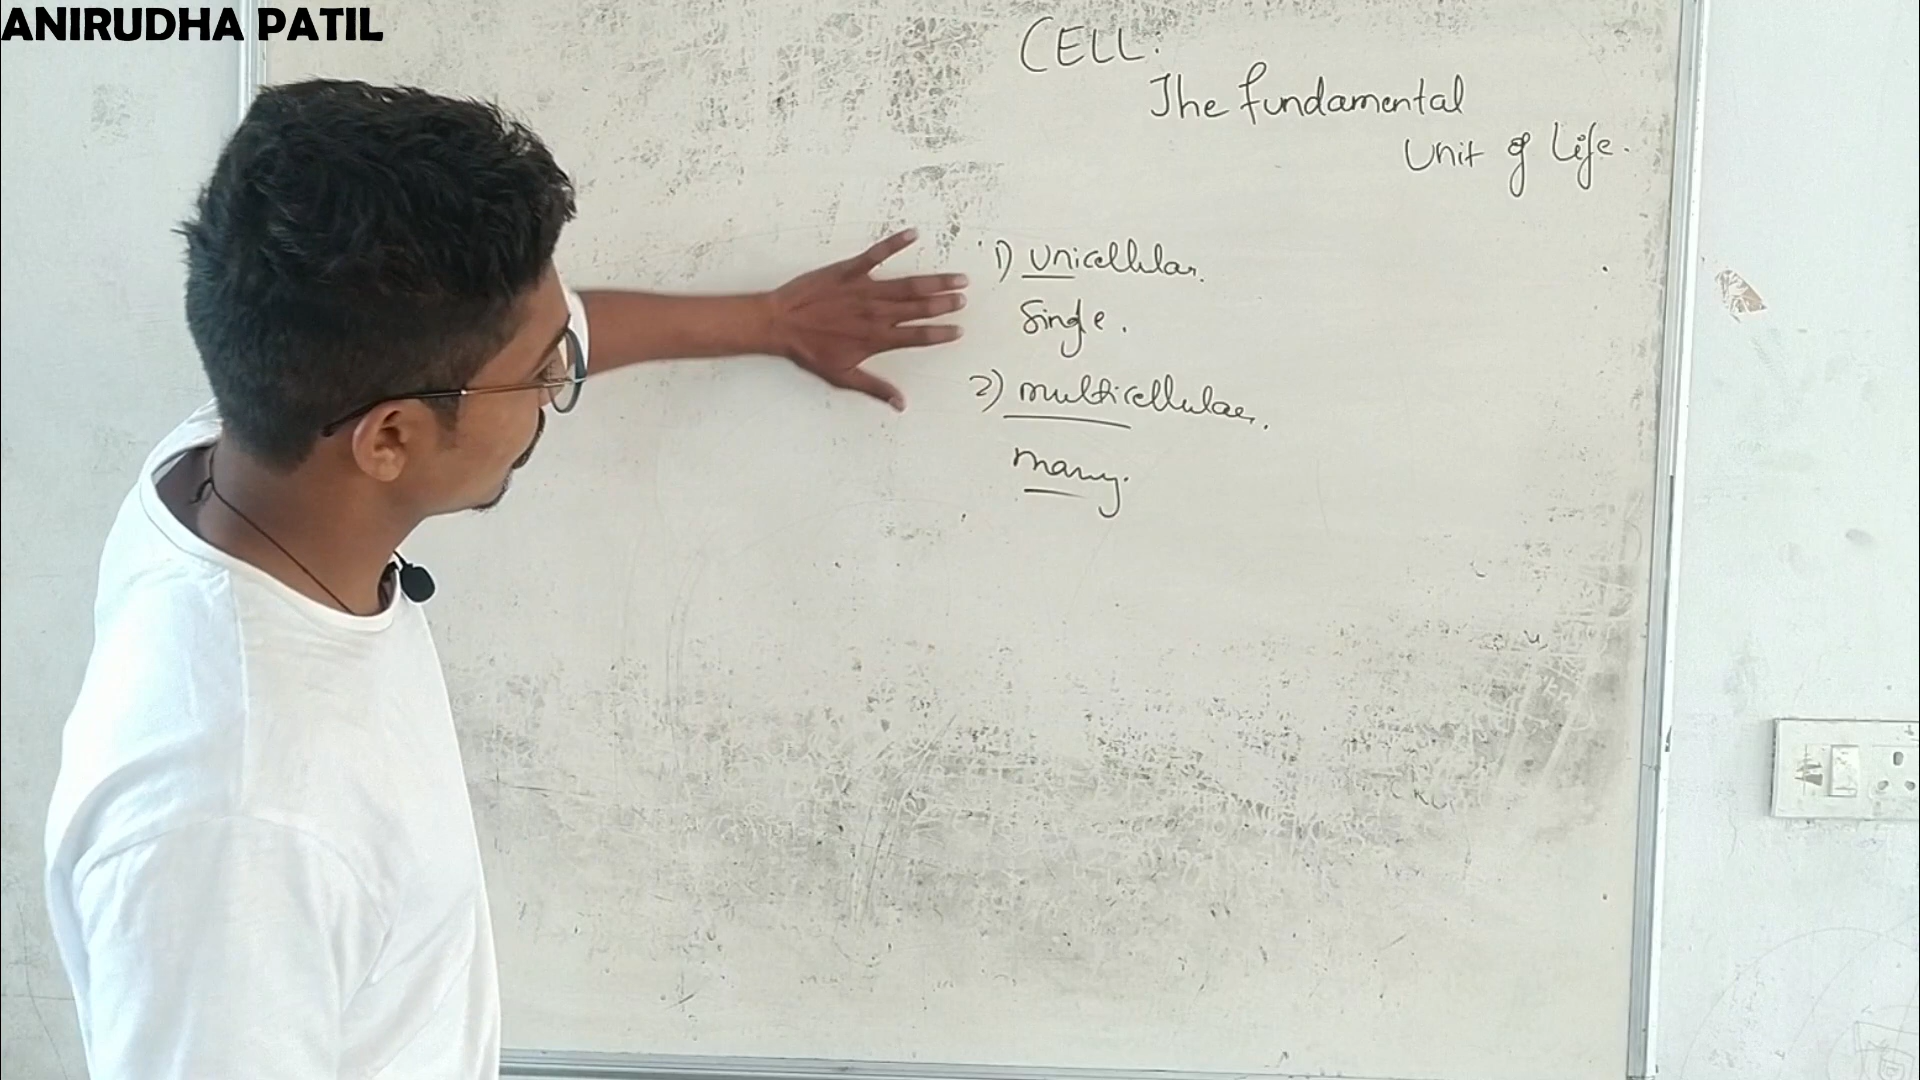 ANIRUDHA PATIL
CELL:
The fundamental
Unit of Life.
1) Unicellular.
Single.
2) multicellular.
many.